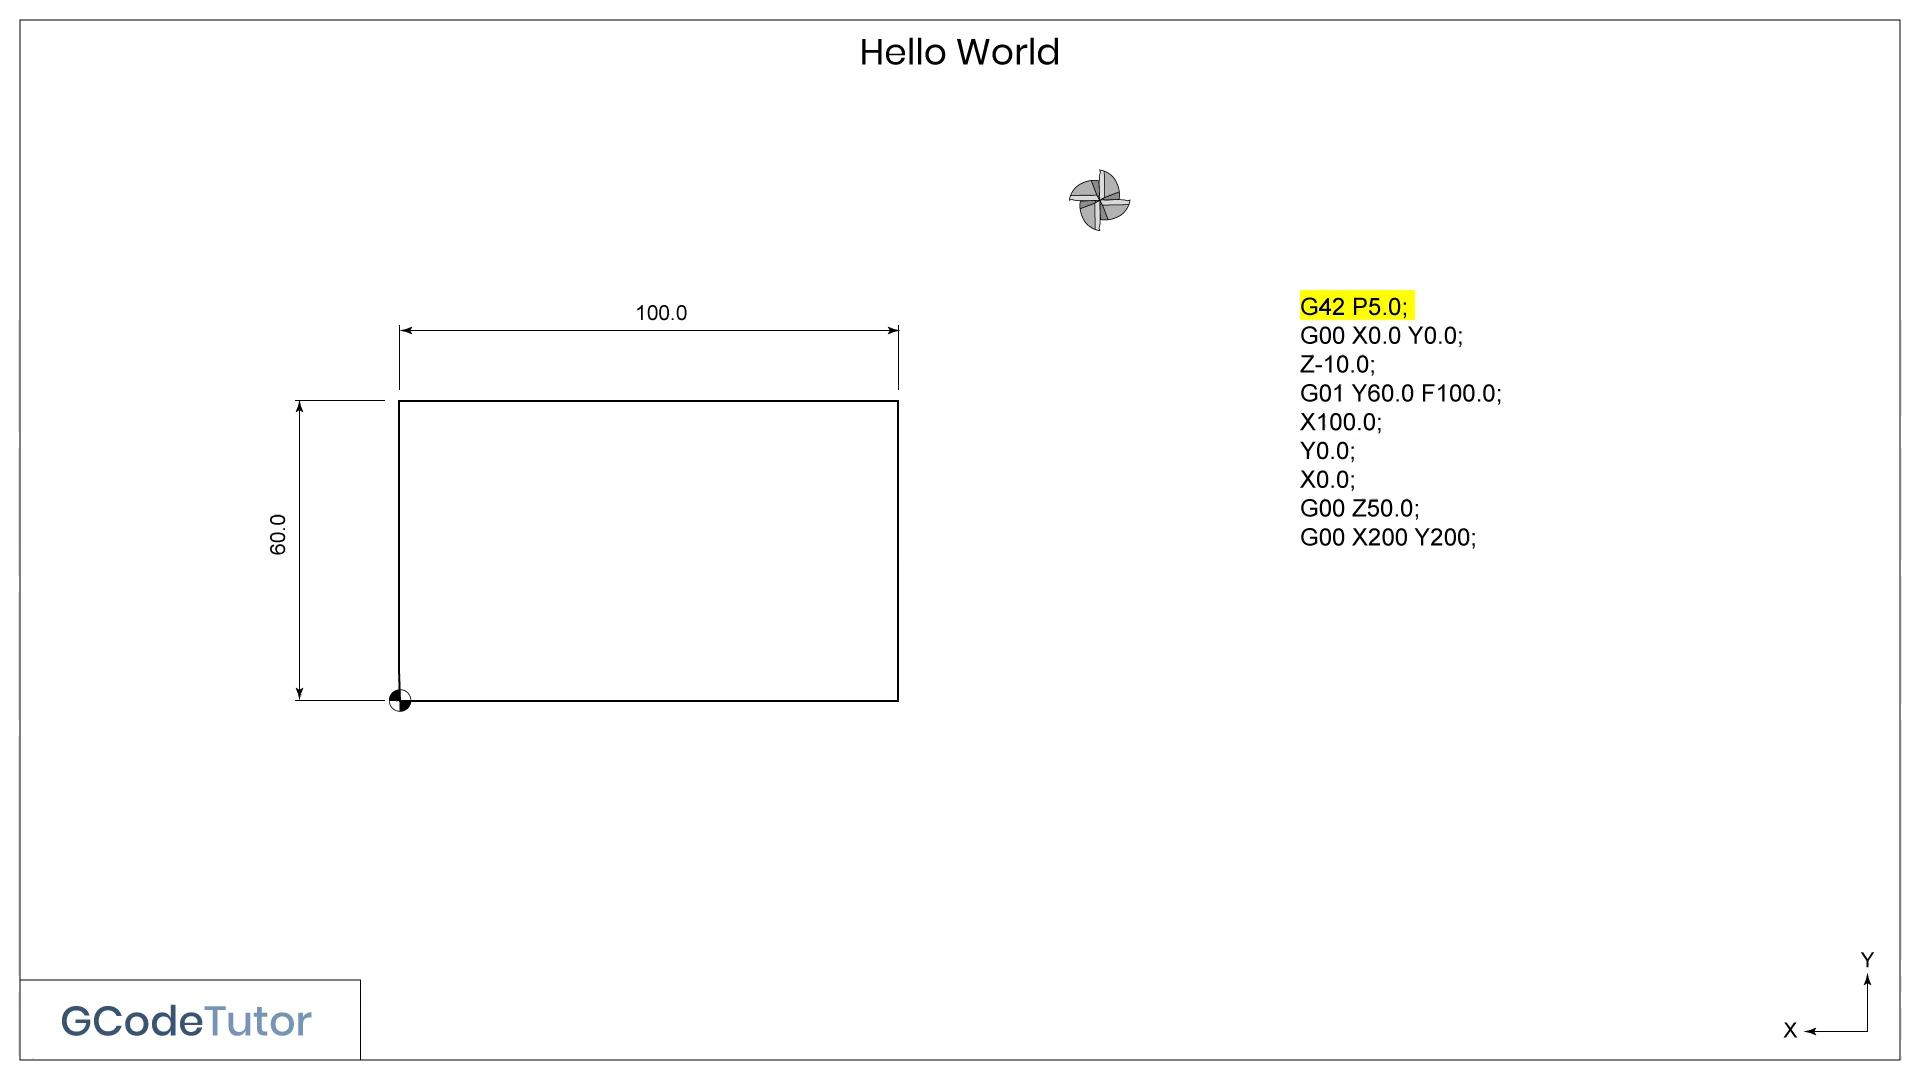 Hello World
100.0
60.0
G42 P5.0;
G00 X0.0 Y0.0;
Z-10.0;
G01 Y60.0 F100.0;
X100.0;
Y0.0;
X0.0;
G00 Z50.0;
G00 X200 Y200;
Y
X
GCodeTutor